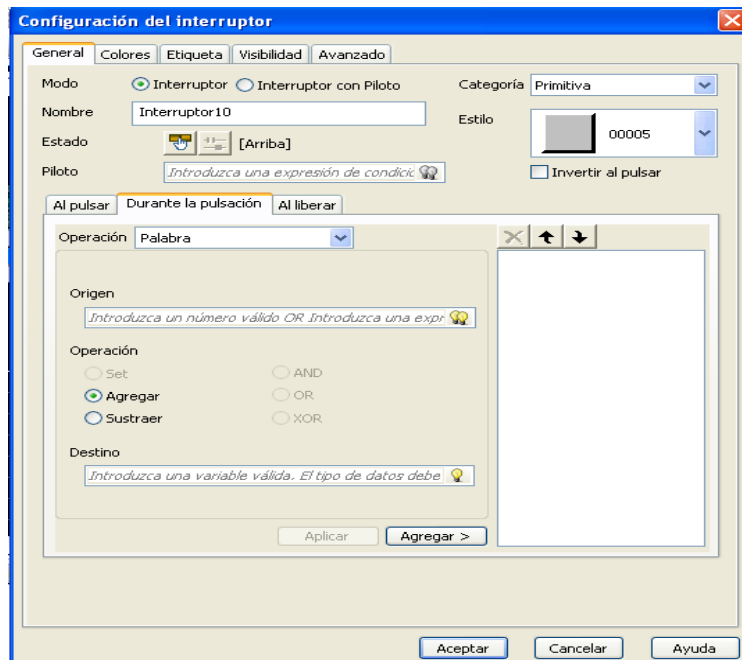 Configuración del interruptor
General Colores Etiqueta Visibilidad Avanzado
Modo Interruptor Interruptor con Piloto Categoría Primitiva
Nombre Interruptor10
Estilo 00005
Estado [Arriba]
Piloto Introduzca una expresión de condició Invertir al pulsar
Al pulsar Durante la pulsación Al liberar
Operación Palabra
Origen
Introduzca un número válido OR Introduzca una expr
Operación
Set AND
Agregar OR
Sustraer XOR
Destino
Introduzca una variable válida. El tipo de datos debe
Aplicar Agregar >
Aceptar Cancelar Ayuda